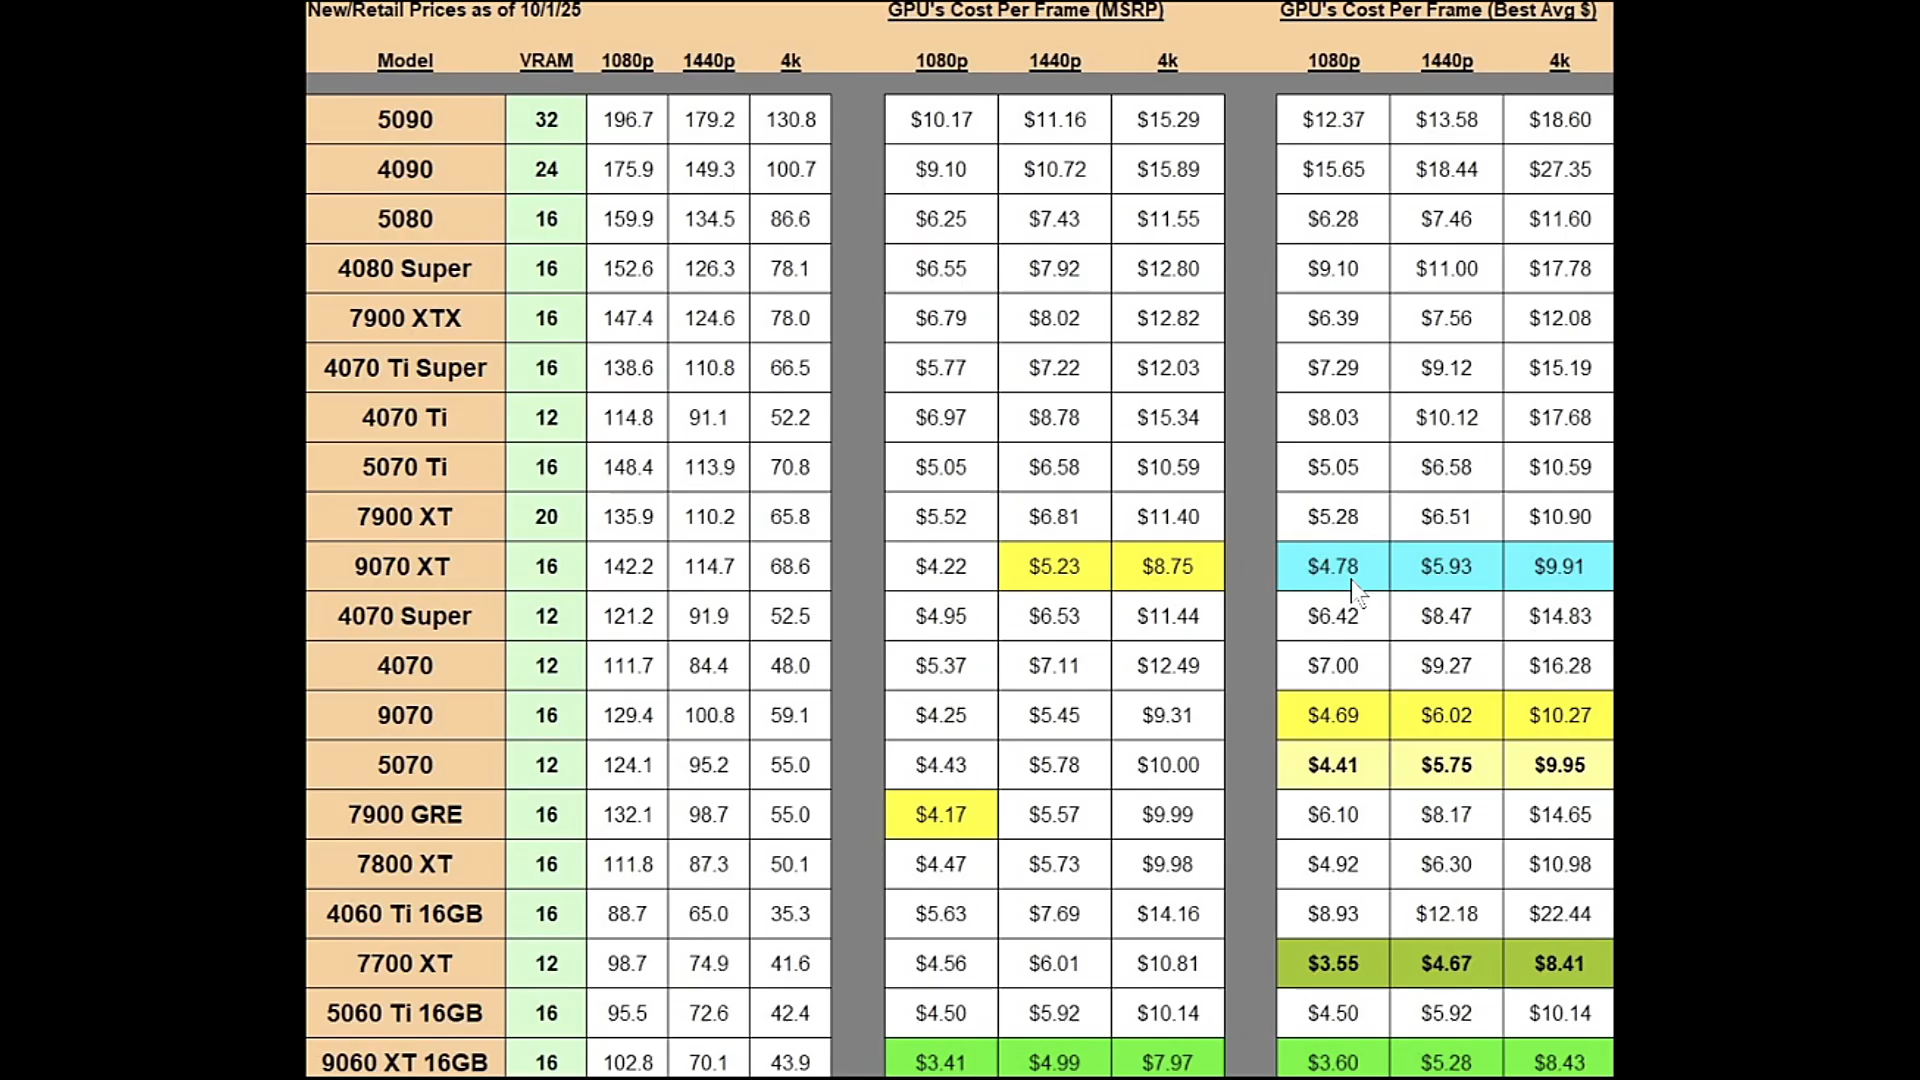 New/Retail Prices as of 10/1/25 GPU's Cost Per Frame (MSRP) GPU's Cost Per Frame (Best Avg $)
Model VRAM 1080p 1440p 4k 1080p 1440p 4k 1080p 1440p 4k
5090 32 196.7 179.2 130.8 $10.17 $11.16 $15.29 $12.37 $13.58 $18.60
4090 24 175.9 149.3 100.7 $9.10 $10.72 $15.89 $15.65 $18.44 $27.35
5080 16 159.9 134.5 86.6 $6.25 $7.43 $11.55 $6.28 $7.46 $11.60
4080 Super 16 152.6 126.3 78.1 $6.55 $7.92 $12.80 $9.10 $11.00 $17.78
7900 XTX 16 147.4 124.6 78.0 $6.79 $8.02 $12.82 $6.39 $7.56 $12.08
4070 Ti Super 16 138.6 110.8 66.5 $5.77 $7.22 $12.03 $7.29 $9.12 $15.19
4070 Ti 12 114.8 91.1 52.2 $6.97 $8.78 $15.34 $8.03 $10.12 $17.68
5070 Ti 16 148.4 113.9 70.8 $5.05 $6.58 $10.59 $5.05 $6.58 $10.59
7900 XT 20 135.9 110.2 65.8 $5.52 $6.81 $11.40 $5.28 $6.51 $10.90
9070 XT 16 142.2 114.7 68.6 $4.22 $5.23 $8.75 $4.78 $5.93 $9.91
4070 Super 12 121.2 91.9 52.5 $4.95 $6.53 $11.44 $6.42 $8.47 $14.83
4070 12 111.7 84.4 48.0 $5.37 $7.11 $12.49 $7.00 $9.27 $16.28
9070 16 129.4 100.8 59.1 $4.25 $5.45 $9.31 $4.69 $6.02 $10.27
5070 12 124.1 95.2 55.0 $4.43 $5.78 $10.00 $4.41 $5.75 $9.95
7900 GRE 16 132.1 98.7 55.0 $4.17 $5.57 $9.99 $6.10 $8.17 $14.65
7800 XT 16 111.8 87.3 50.1 $4.47 $5.73 $9.98 $4.92 $6.30 $10.98
4060 Ti 16GB 16 88.7 65.0 35.3 $5.63 $7.69 $14.16 $8.93 $12.18 $22.44
7700 XT 12 98.7 74.9 41.6 $4.56 $6.01 $10.81 $3.55 $4.67 $8.41
5060 Ti 16GB 16 95.5 72.6 42.4 $4.50 $5.92 $10.14 $4.50 $5.92 $10.14
9060 XT 16GB 16 102.8 70.1 43.9 $3.41 $4.99 $7.97 $3.60 $5.28 $8.43